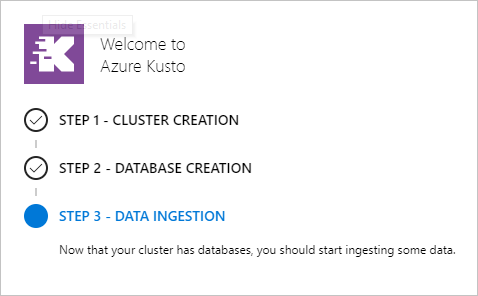 Hide Essentials
Welcome to
Azure Kusto
STEP 1 - CLUSTER CREATION
STEP 2 - DATABASE CREATION
STEP 3 - DATA INGESTION
Now that your cluster has databases, you should start ingesting some data.